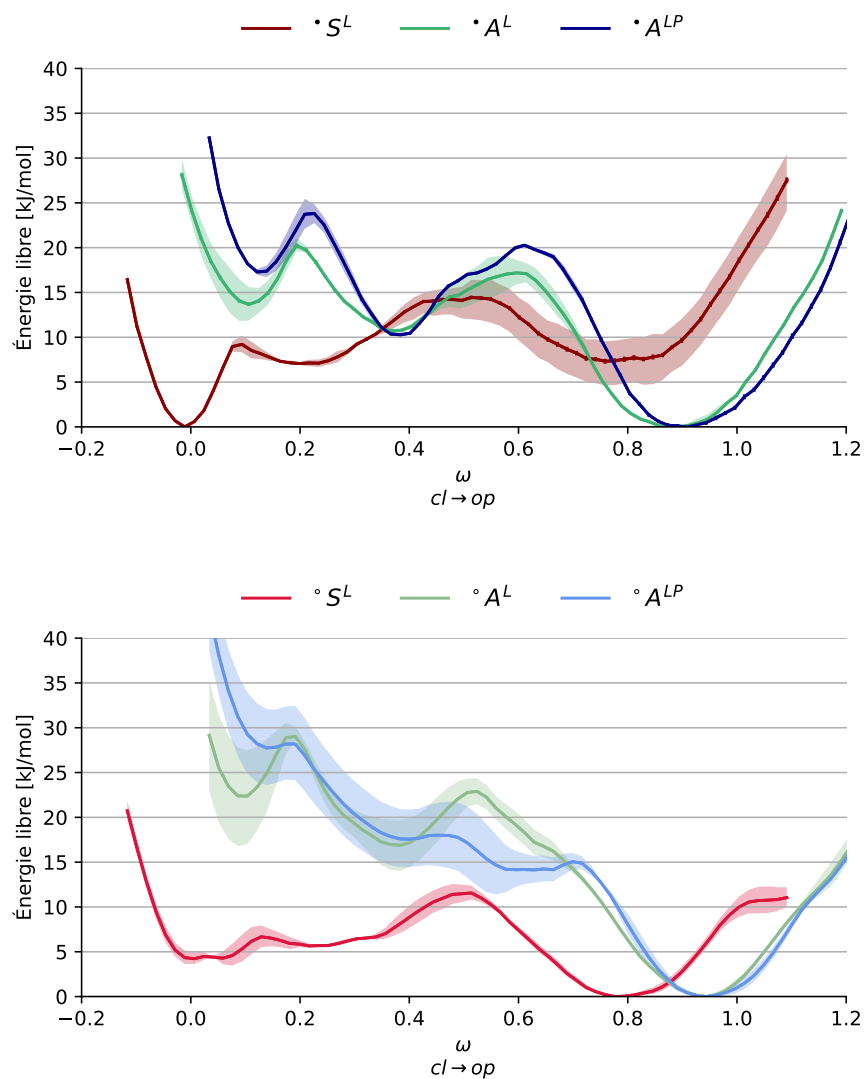 • S^L • A^L • A^{LP}
40
35
30
25
20
15
10
5
0
Énergie libre [kJ/mol]
−0.2 0.0 0.2 0.4 0.6 0.8 1.0 1.2
ω
cl → op
∘ S^L ∘ A^L ∘ A^{LP}
40
35
30
25
20
15
10
5
0
Énergie libre [kJ/mol]
−0.2 0.0 0.2 0.4 0.6 0.8 1.0 1.2
ω
cl → op